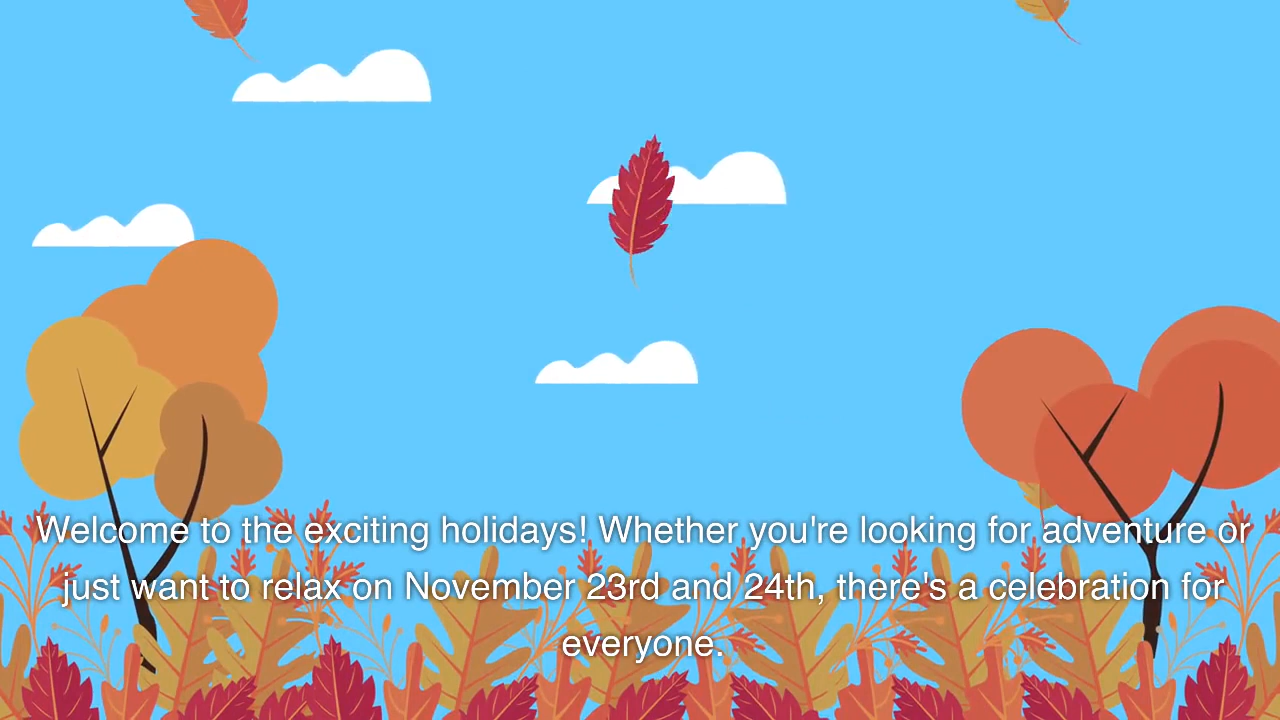 Welcome to the exciting holidays! Whether you're looking for adventure or
just want to relax on November 23rd and 24th, there's a celebration for
everyone.